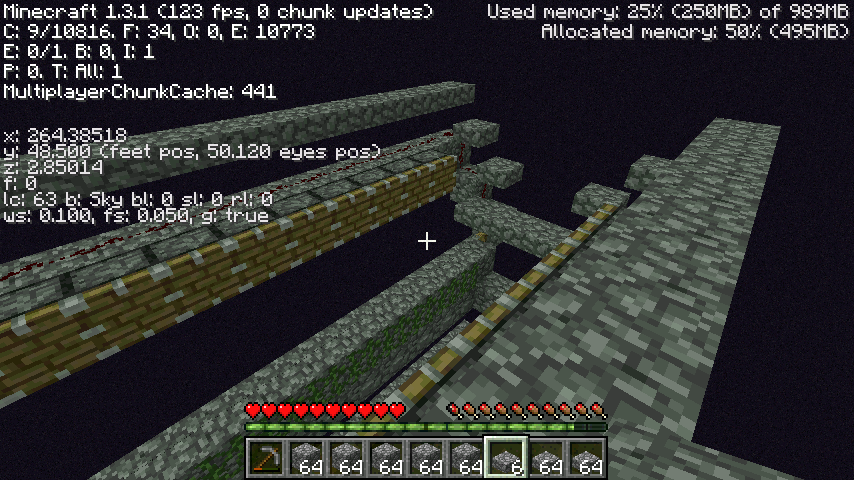 Minecraft 1.3.1 (123 fps, 0 chunk updates)
Used memory: 25% (250MB) of 989MB
C: 9/10816. F: 34, O: 0, E: 10773
Allocated memory: 50% (495MB)
E: 0/1. B: 0, I: 1
P: 0. T: All: 1
MultiplayerChunkCache: 441
x: 264.38518
y: 48.500 (feet pos, 50.120 eyes pos)
z: 2.85014
f: 0
lc: 63 b: Sky bl: 0 sl: 0 rl: 0
ws: 0.100, fs: 0.050, g: true
64 64 64 64 64 6 64 64